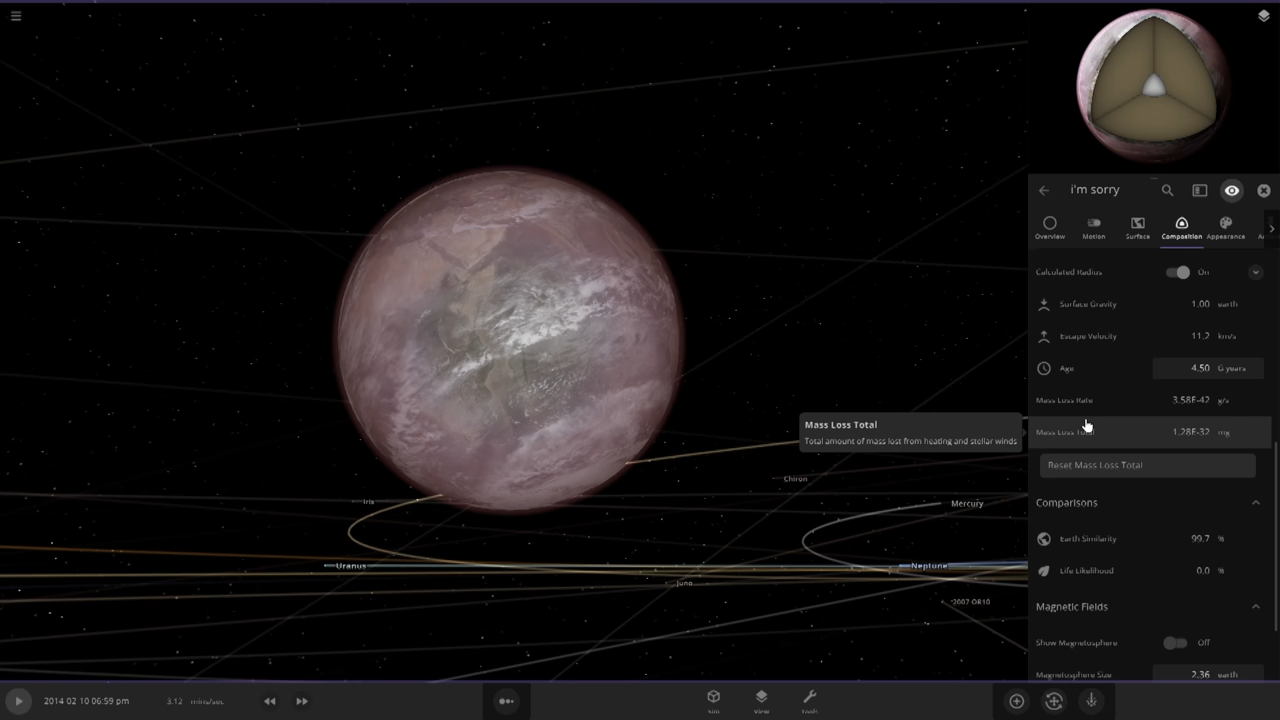 i'm sorry
Overview Motion Surface Composition Appearance
Calculated Radius On
Surface Gravity 1.00 earth
Escape Velocity 11.2 km/s
Age 4.50 G years
Mass Loss Rate 3.58E-42 g/s
Mass Loss Total
Total amount of mass lost from heating and stellar winds
Mass Loss Total 1.28E-32 mg
Reset Mass Loss Total
Chiron
Iris
Mercury
Comparisons
Earth Similarity 99.7 %
Uranus
Neptune
Life Likelihood 0.0 %
Juno
2007 OR10
Magnetic Fields
Show Magnetosphere Off
Magnetosphere Size 2.36 earth
2014 02 10 06:59 pm 3.12 mins/sec
Sim View Tools